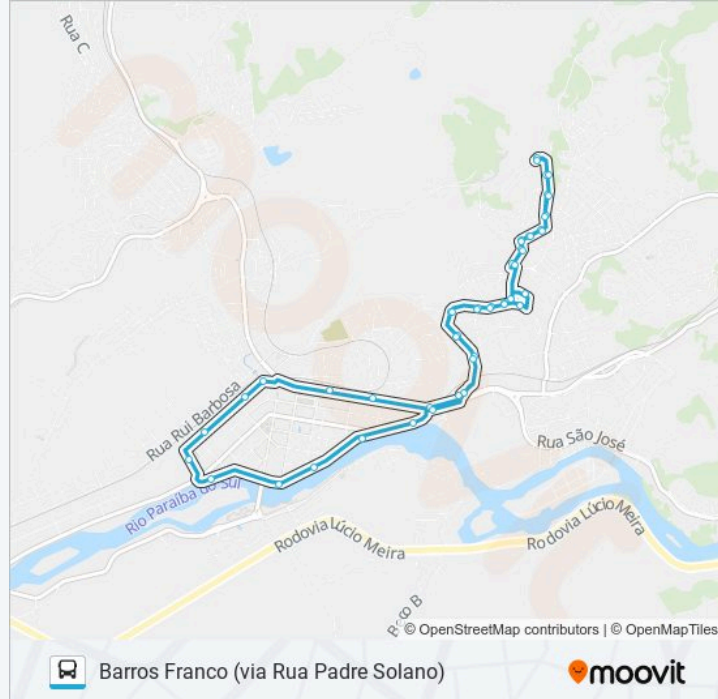 Rua C
Rua Rui Barbosa
Rio Paraíba do Sul
Rua São José
Rodovia Lúcio Meira
Rodovia Lúcio Meira
Beco B
© OpenStreetMap contributors | © OpenMapTiles
Barros Franco (via Rua Padre Solano)
moovit